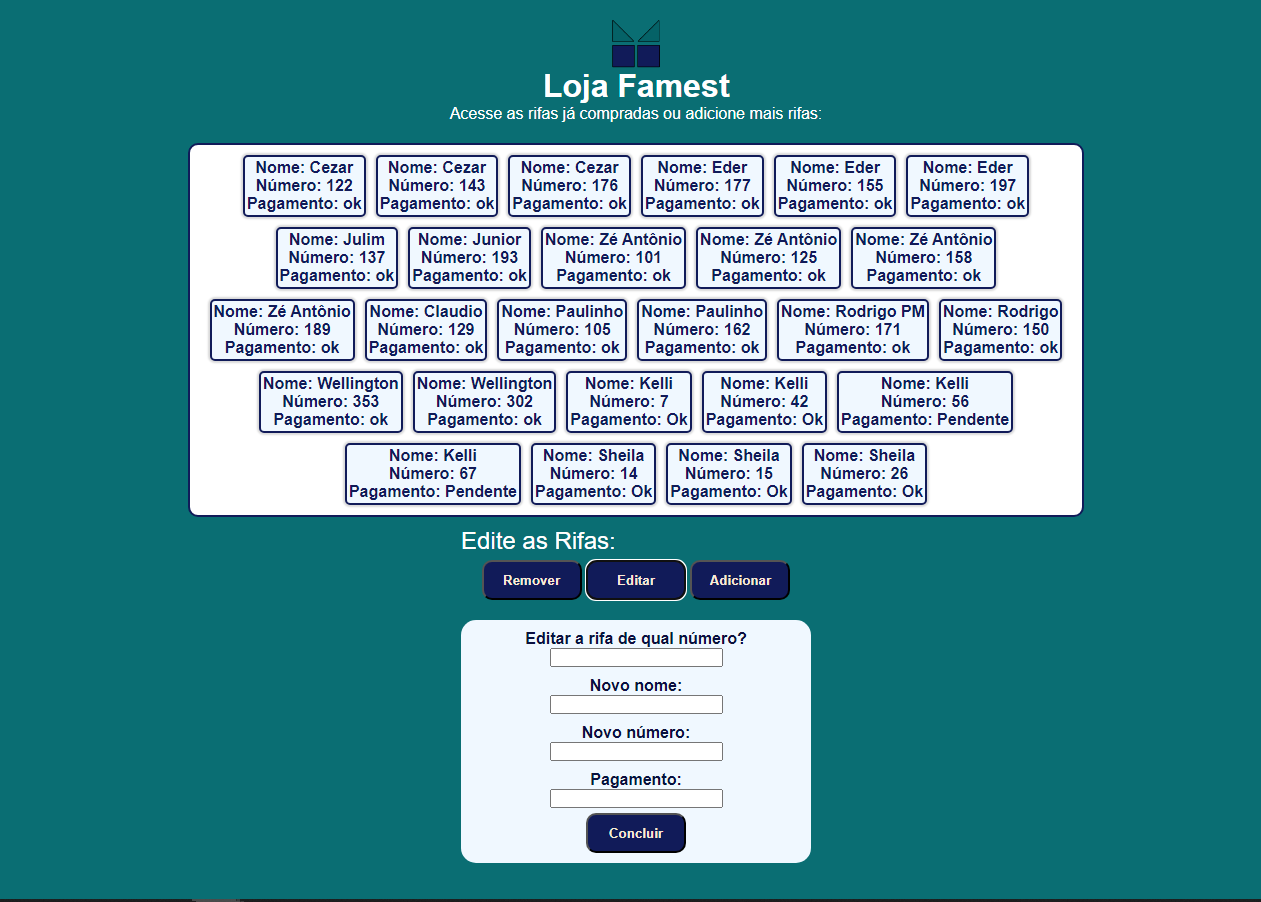 Loja Famest
Acesse as rifas já compradas ou adicione mais rifas:
Nome: Cezar
Número: 122
Pagamento: ok
Nome: Cezar
Número: 143
Pagamento: ok
Nome: Cezar
Número: 176
Pagamento: ok
Nome: Eder
Número: 177
Pagamento: ok
Nome: Eder
Número: 155
Pagamento: ok
Nome: Eder
Número: 197
Pagamento: ok
Nome: Julim
Número: 137
Pagamento: ok
Nome: Junior
Número: 193
Pagamento: ok
Nome: Zé Antônio
Número: 101
Pagamento: ok
Nome: Zé Antônio
Número: 125
Pagamento: ok
Nome: Zé Antônio
Número: 158
Pagamento: ok
Nome: Zé Antônio
Número: 189
Pagamento: ok
Nome: Claudio
Número: 129
Pagamento: ok
Nome: Paulinho
Número: 105
Pagamento: ok
Nome: Paulinho
Número: 162
Pagamento: ok
Nome: Rodrigo PM
Número: 171
Pagamento: ok
Nome: Rodrigo
Número: 150
Pagamento: ok
Nome: Wellington
Número: 353
Pagamento: ok
Nome: Wellington
Número: 302
Pagamento: ok
Nome: Kelli
Número: 7
Pagamento: Ok
Nome: Kelli
Número: 42
Pagamento: Ok
Nome: Kelli
Número: 56
Pagamento: Pendente
Nome: Kelli
Número: 67
Pagamento: Pendente
Nome: Sheila
Número: 14
Pagamento: Ok
Nome: Sheila
Número: 15
Pagamento: Ok
Nome: Sheila
Número: 26
Pagamento: Ok
Edite as Rifas:
Remover
Editar
Adicionar
Editar a rifa de qual número?
Novo nome:
Novo número:
Pagamento:
Concluir